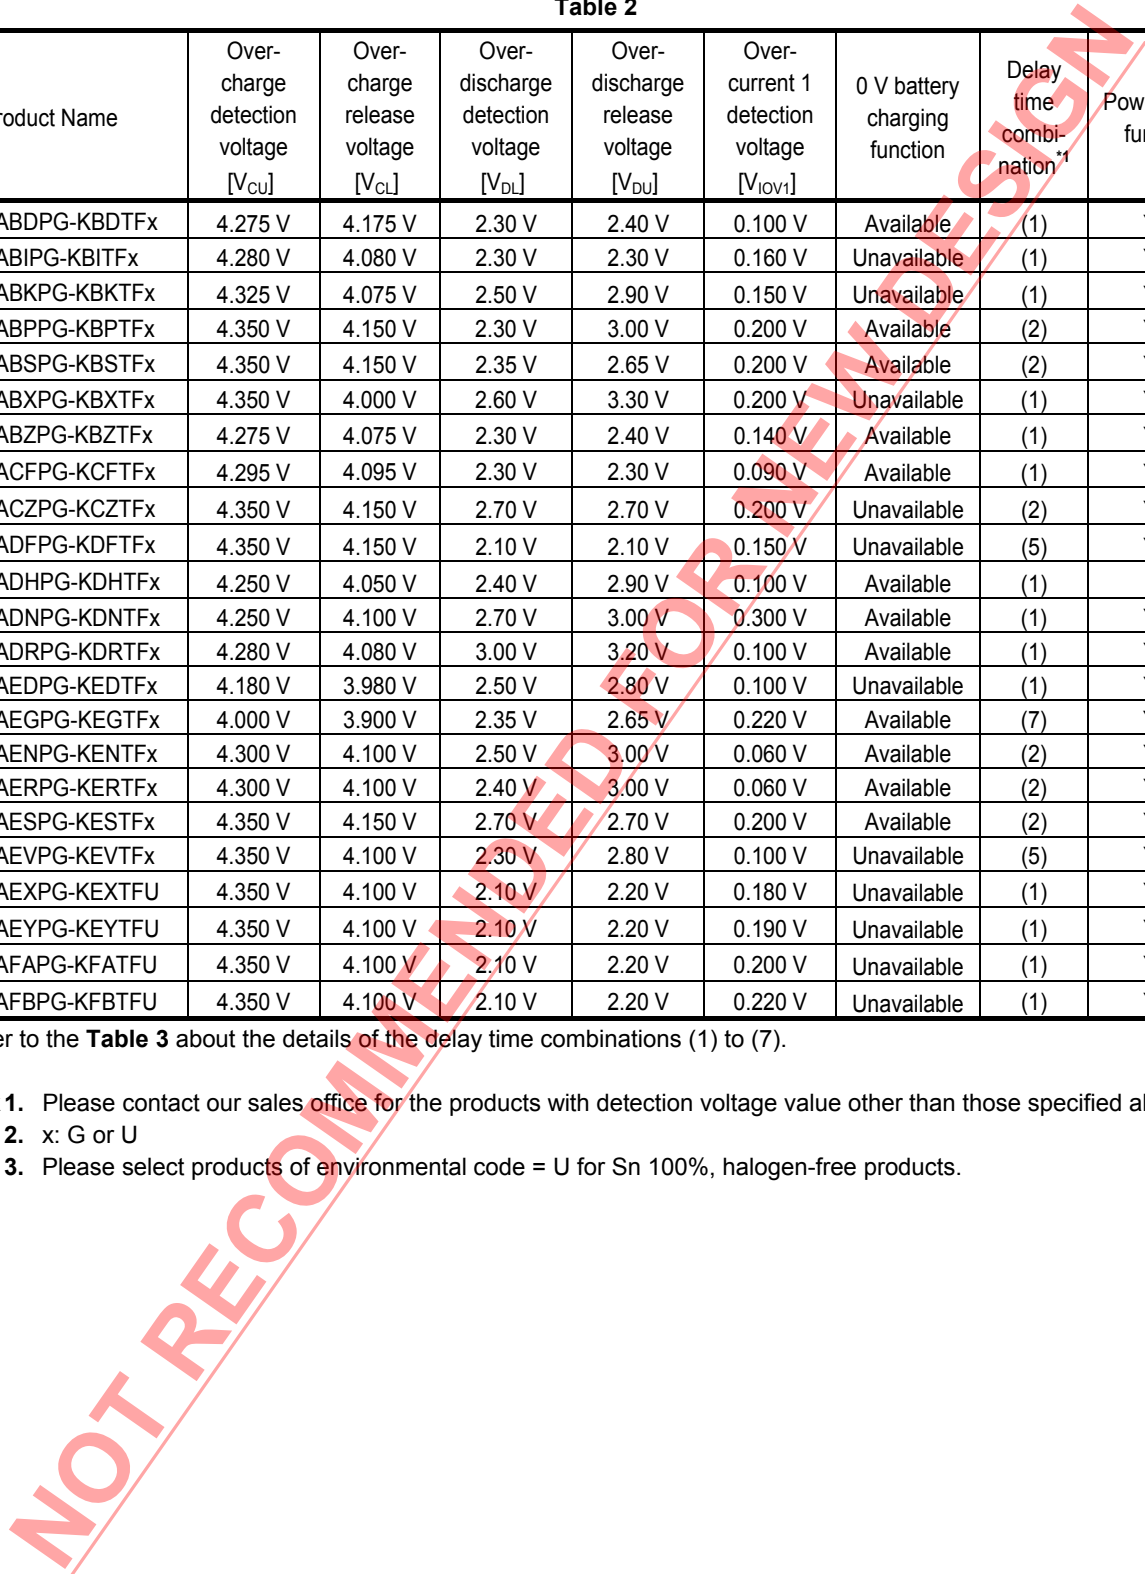 Table 2
roduct Name Over-charge detection voltage [VCU] Over-charge release voltage [VCL] Over-discharge detection voltage [VDL] Over-discharge release voltage [VDU] Over-current 1 detection voltage [VIOV1] 0 V battery charging function Delay time combi-nation*1 Pow fu
ABDPG-KBDTFx 4.275 V 4.175 V 2.30 V 2.40 V 0.100 V Available (1)
ABIPG-KBITFx 4.280 V 4.080 V 2.30 V 2.30 V 0.160 V Unavailable (1)
ABKPG-KBKTFx 4.325 V 4.075 V 2.50 V 2.90 V 0.150 V Unavailable (1)
ABPPG-KBPTFx 4.350 V 4.150 V 2.30 V 3.00 V 0.200 V Available (2)
ABSPG-KBSTFx 4.350 V 4.150 V 2.35 V 2.65 V 0.200 V Available (2)
ABXPG-KBXTFx 4.350 V 4.000 V 2.60 V 3.30 V 0.200 V Unavailable (1)
ABZPG-KBZTFx 4.275 V 4.075 V 2.30 V 2.40 V 0.140 V Available (1)
ACFPG-KCFTFx 4.295 V 4.095 V 2.30 V 2.30 V 0.090 V Available (1)
ACZPG-KCZTFx 4.350 V 4.150 V 2.70 V 2.70 V 0.200 V Unavailable (2)
ADFPG-KDFTFx 4.350 V 4.150 V 2.10 V 2.10 V 0.150 V Unavailable (5)
ADHPG-KDHTFx 4.250 V 4.050 V 2.40 V 2.90 V 0.100 V Available (1)
ADNPG-KDNTFx 4.250 V 4.100 V 2.70 V 3.00 V 0.300 V Available (1)
ADRPG-KDRTFx 4.280 V 4.080 V 3.00 V 3.20 V 0.100 V Available (1)
AEDPG-KEDTFx 4.180 V 3.980 V 2.50 V 2.80 V 0.100 V Unavailable (1)
AEGPG-KEGTFx 4.000 V 3.900 V 2.35 V 2.65 V 0.220 V Available (7)
AENPG-KENTFx 4.300 V 4.100 V 2.50 V 3.00 V 0.060 V Available (2)
AERPG-KERTFx 4.300 V 4.100 V 2.40 V 3.00 V 0.060 V Available (2)
AESPG-KESTFx 4.350 V 4.150 V 2.70 V 2.70 V 0.200 V Available (2)
AEVPG-KEVTFx 4.350 V 4.100 V 2.30 V 2.80 V 0.100 V Unavailable (5)
AEXPG-KEXTFU 4.350 V 4.100 V 2.10 V 2.20 V 0.180 V Unavailable (1)
AEYPG-KEYTFU 4.350 V 4.100 V 2.10 V 2.20 V 0.190 V Unavailable (1)
AFAPG-KFATFU 4.350 V 4.100 V 2.10 V 2.20 V 0.200 V Unavailable (1)
AFBPG-KFBTFU 4.350 V 4.100 V 2.10 V 2.20 V 0.220 V Unavailable (1)
er to the Table 3 about the details of the delay time combinations (1) to (7).
1. Please contact our sales office for the products with detection voltage value other than those specified a
2. x: G or U
3. Please select products of environmental code = U for Sn 100%, halogen-free products.
NOT RECOMMENDED FOR NEW DESIGN